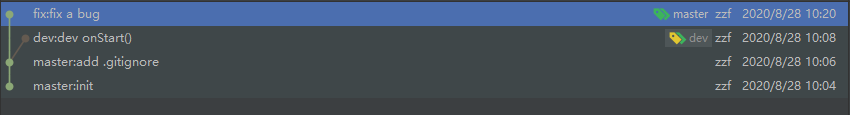 fix:fix a bug master zzf 2020/8/28 10:20
dev:dev onStart() dev zzf 2020/8/28 10:08
master:add .gitignore zzf 2020/8/28 10:06
master:init zzf 2020/8/28 10:04